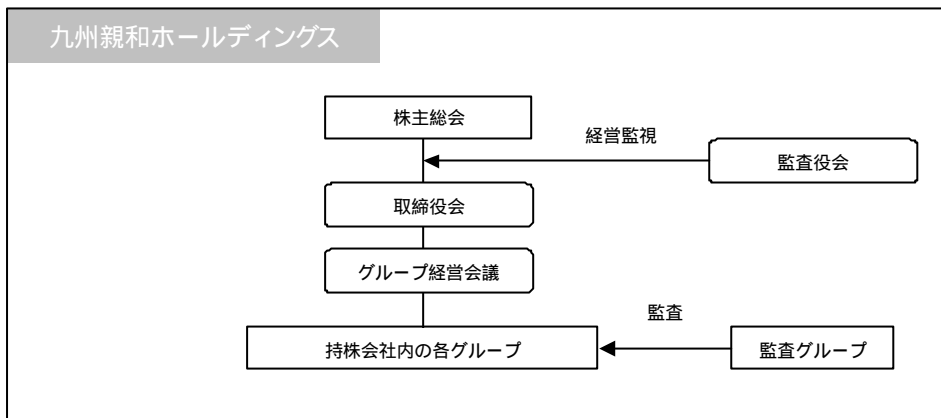 九州親和ホールディングス
株主総会
経営監視
監査役会
取締役会
グループ経営会議
監査
持株会社内の各グループ
監査グループ